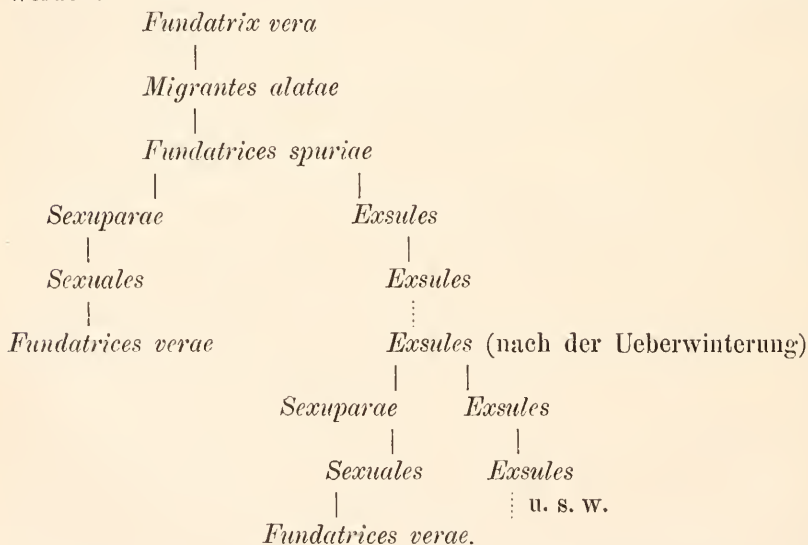 Fundatrix vera
Migrantes alatae
Fundatrices spuriae
Sexuparae Exsules
Sexuales Exsules
Fundatrices verae Exsules (nach der Ueberwinterung)
Sexuparae Exsules
Sexuales Exsules
u. s. w.
Fundatrices verae.